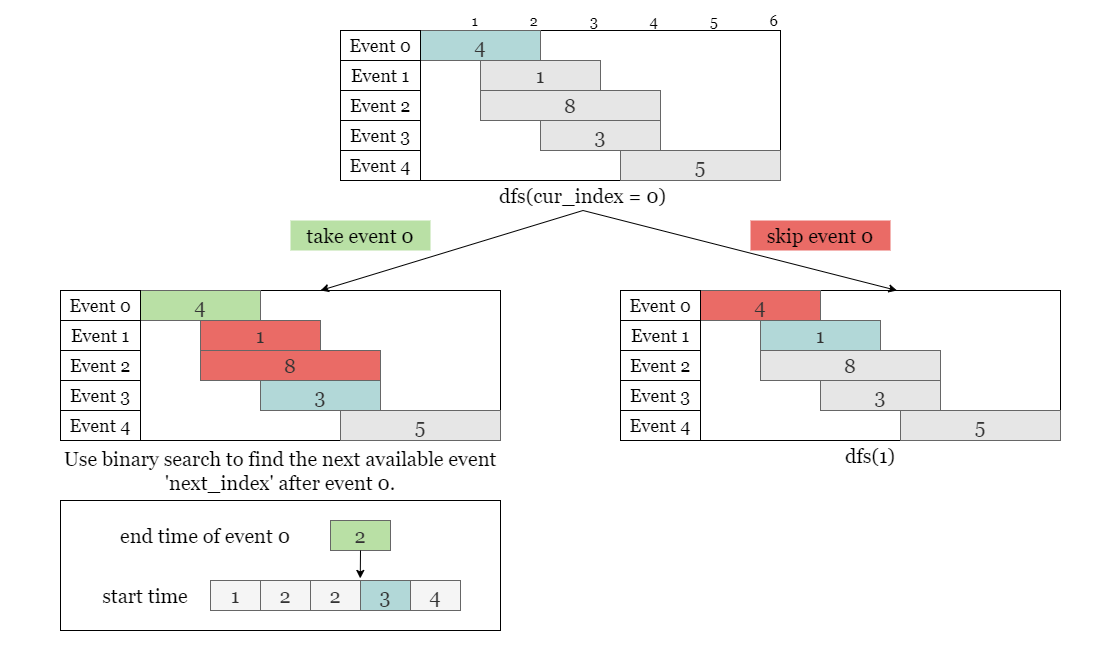 1 2 3 4 5 6
Event 0 4
Event 1 1
Event 2 8
Event 3 3
Event 4 5
dfs(cur_index = 0)
take event 0 skip event 0
Event 0 4
Event 1 1
Event 2 8
Event 3 3
Event 4 5
Use binary search to find the next available event
'next_index' after event 0.
Event 0 4
Event 1 1
Event 2 8
Event 3 3
Event 4 5
dfs(1)
end time of event 0 2
start time 1 2 2 3 4